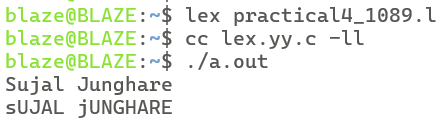 blaze@BLAZE:~$ lex practical4_1089.l
blaze@BLAZE:~$ cc lex.yy.c -ll
blaze@BLAZE:~$ ./a.out
Sujal Junghare
sUJAL jUNGHARE